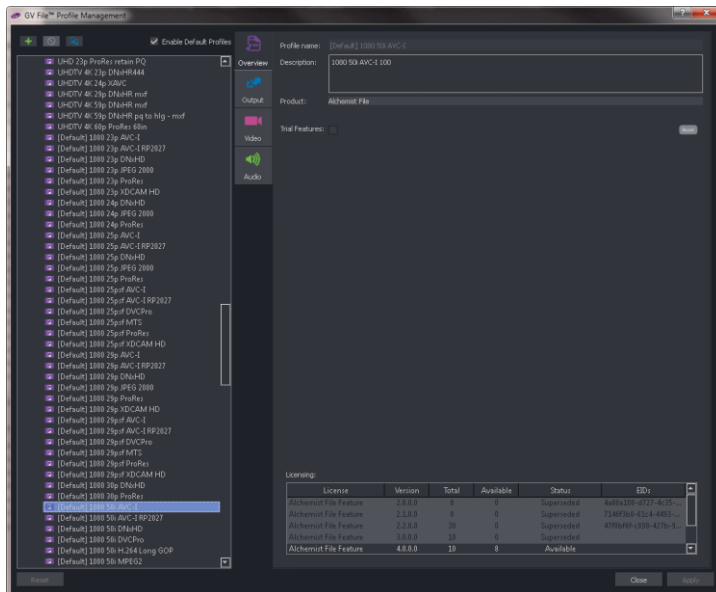 GV File™ Profile Management
Enable Default Profiles
UHD 23p ProRes retain PQ
UHDTV 4K 23p DNxHR444
UHDTV 4K 24p XAVC
UHDTV 4K 29p DNxHR mxf
UHDTV 4K 59p DNxHR mxf
UHDTV 4K 59p DNxHR pq to hlg - mxf
UHDTV 4K 60p ProRes 60in
[Default] 1080 23p AVC-I
[Default] 1080 23p AVC-I RP2027
[Default] 1080 23p DNxHD
[Default] 1080 23p JPEG 2000
[Default] 1080 23p ProRes
[Default] 1080 23p XDCAM HD
[Default] 1080 24p DNxHD
[Default] 1080 24p JPEG 2000
[Default] 1080 24p ProRes
[Default] 1080 25p AVC-I
[Default] 1080 25p AVC-I RP2027
[Default] 1080 25p DNxHD
[Default] 1080 25p JPEG 2000
[Default] 1080 25p ProRes
[Default] 1080 25psf AVC-I
[Default] 1080 25psf AVC-I RP2027
[Default] 1080 25psf DVCPro
[Default] 1080 25psf MTS
[Default] 1080 25psf ProRes
[Default] 1080 25psf XDCAM HD
[Default] 1080 29p AVC-I
[Default] 1080 29p AVC-I RP2027
[Default] 1080 29p DNxHD
[Default] 1080 29p JPEG 2000
[Default] 1080 29p ProRes
[Default] 1080 29p XDCAM HD
[Default] 1080 29psf AVC-I
[Default] 1080 29psf AVC-I RP2027
[Default] 1080 29psf DVCPro
[Default] 1080 29psf MTS
[Default] 1080 29psf ProRes
[Default] 1080 29psf XDCAM HD
[Default] 1080 30p DNxHD
[Default] 1080 30p ProRes
[Default] 1080 50i AVC-I
[Default] 1080 50i AVC-I RP2027
[Default] 1080 50i DNxHD
[Default] 1080 50i DVCPro
[Default] 1080 50i H.264 Long GOP
[Default] 1080 50i MPEG2
Reset
Overview
Output
Video
Audio
Profile name: [Default] 1080 50i AVC-I
Description: 1080 50i AVC-I 100
Product: Alchemist File
Trial Features:
Licensing:
License Version Total Available Status EIDs
Alchemist File Feature 2.0.0.0 0 0 Superseded
Alchemist File Feature 2.1.0.0 0 0 Superseded
Alchemist File Feature 2.2.0.0 20 0 Superseded
Alchemist File Feature 3.0.0.0 10 0 Superseded
Alchemist File Feature 4.0.0.0 10 8 Available
Close Apply